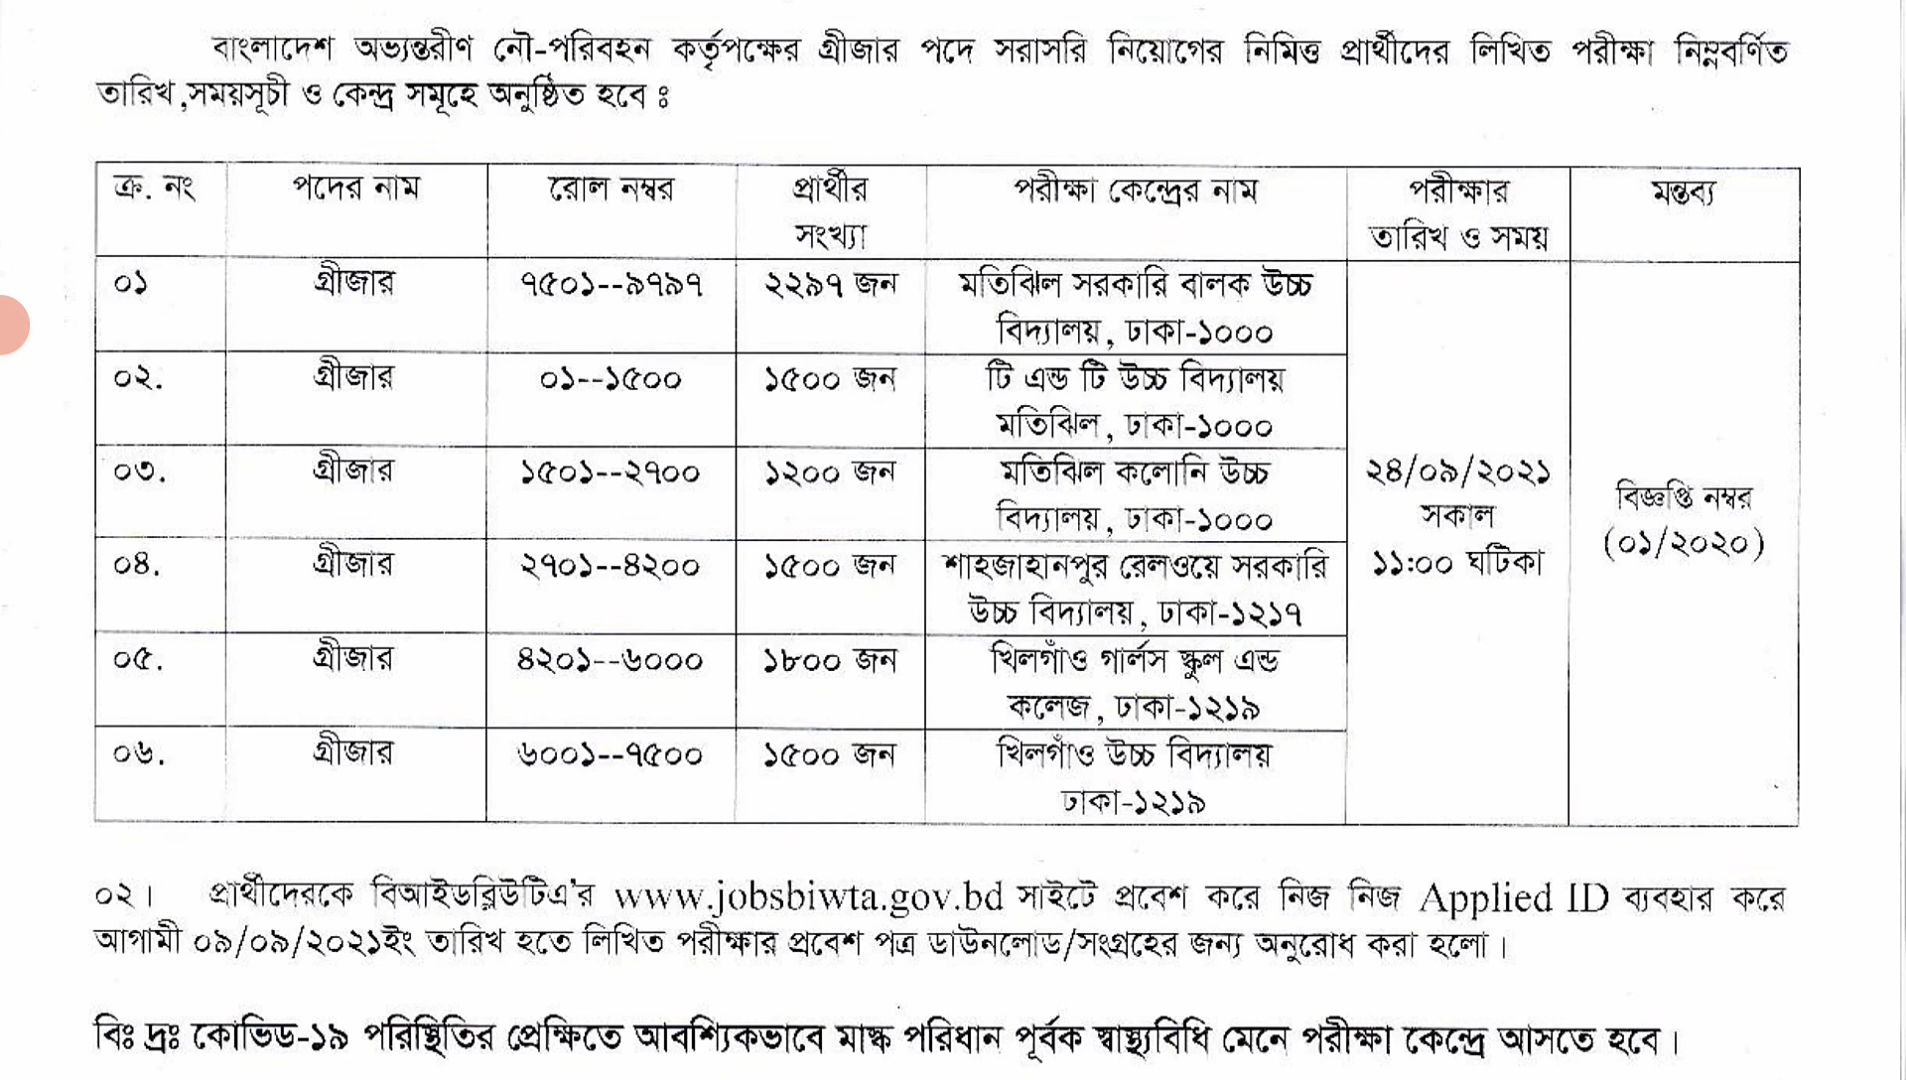 বাংলাদেশ অভ্যন্তরীণ নৌ-পরিবহন কর্তৃপক্ষের গ্রীজার পদে সরাসরি নিয়োগের নিমিত্ত প্রার্থীদের লিখিত পরীক্ষা নিম্নবর্ণিত
তারিখ,সময়সূচী ও কেন্দ্র সমূহে অনুষ্ঠিত হবে ঃ
ক্র. নং পদের নাম রোল নম্বর প্রার্থীর সংখ্যা পরীক্ষা কেন্দ্রের নাম পরীক্ষার তারিখ ও সময় মন্তব্য
০১ গ্রীজার ৭৫০১--৯৭৯৭ ২২৯৭ জন মতিঝিল সরকারি বালক উচ্চ
বিদ্যালয়, ঢাকা-১০০০
০২. গ্রীজার ০১--১৫০০ ১৫০০ জন টি এন্ড টি উচ্চ বিদ্যালয়
মতিঝিল, ঢাকা-১০০০
০৩. গ্রীজার ১৫০১--২৭০০ ১২০০ জন মতিঝিল কলোনি উচ্চ
বিদ্যালয়, ঢাকা-১০০০
০৪. গ্রীজার ২৭০১--৪২০০ ১৫০০ জন শাহজাহানপুর রেলওয়ে সরকারি
উচ্চ বিদ্যালয়, ঢাকা-১২১৭
০৫. গ্রীজার ৪২০১--৬০০০ ১৮০০ জন খিলগাঁও গার্লস স্কুল এন্ড
কলেজ, ঢাকা-১২১৯
০৬. গ্রীজার ৬০০১--৭৫০০ ১৫০০ জন খিলগাঁও উচ্চ বিদ্যালয়
ঢাকা-১২১৯
২৪/০৯/২০২১
সকাল
১১:০০ ঘটিকা
বিজ্ঞপ্তি নম্বর
(০১/২০২০)
০২। প্রার্থীদেরকে বিআইডব্লিউটিএ'র www.jobsbiwta.gov.bd সাইটে প্রবেশ করে নিজ নিজ Applied ID ব্যবহার করে
আগামী ০৯/০৯/২০২১ইং তারিখ হতে লিখিত পরীক্ষার প্রবেশ পত্র ডাউনলোড/সংগ্রহের জন্য অনুরোধ করা হলো।
বিঃ দ্রঃ কোভিড-১৯ পরিস্থিতির প্রেক্ষিতে আবশ্যিকভাবে মাস্ক পরিধান পূর্বক স্বাস্থ্যবিধি মেনে পরীক্ষা কেন্দ্রে আসতে হবে।